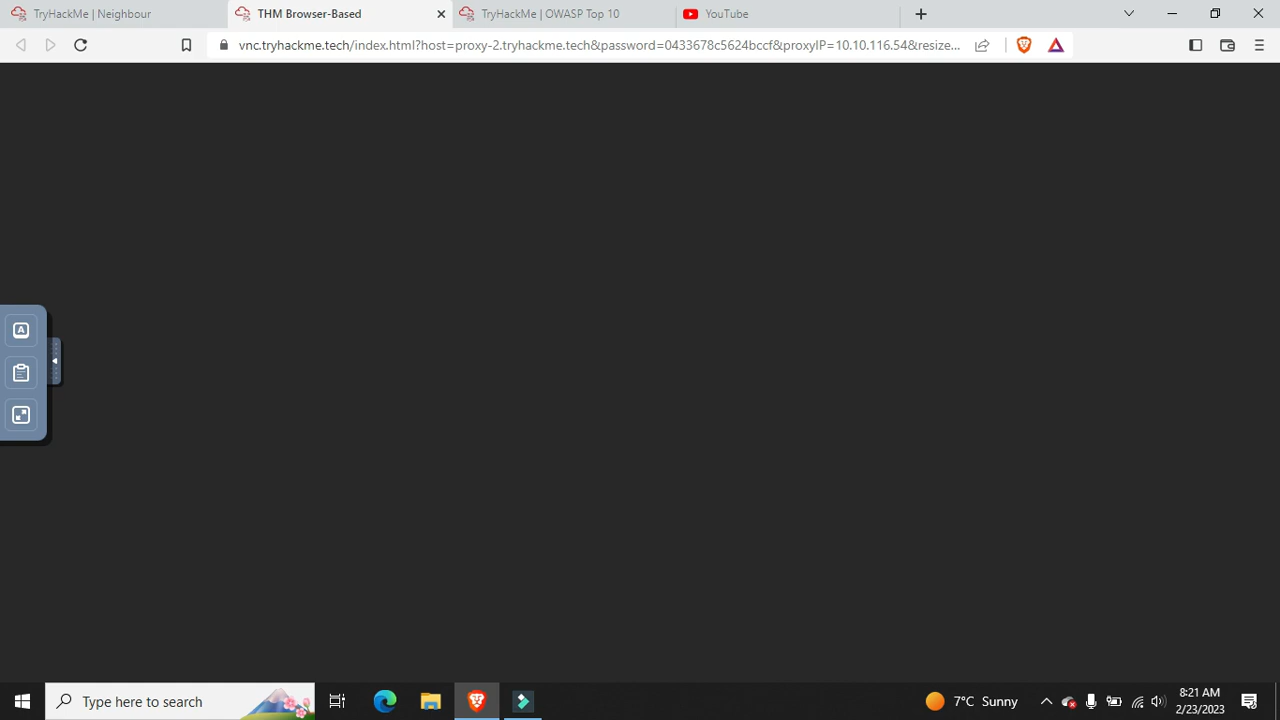 TryHackMe | Neighbour
THM Browser-Based
TryHackMe | OWASP Top 10
YouTube
vnc.tryhackme.tech/index.html?host=proxy-2.tryhackme.tech&password=0433678c5624bccf&proxyIP=10.10.116.54&resize...
A
Type here to search
7°C Sunny
8:21 AM
2/23/2023